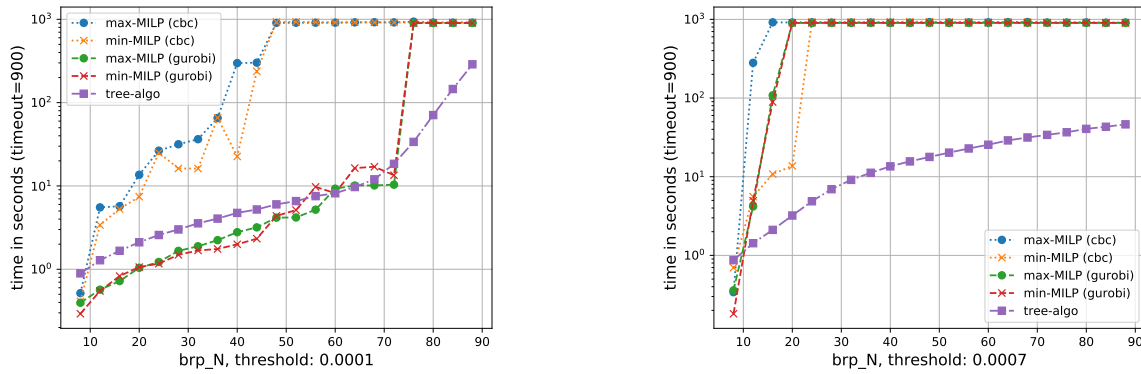 time in seconds (timeout=900)
10³
10²
10¹
10⁰
max-MILP (cbc)
min-MILP (cbc)
max-MILP (gurobi)
min-MILP (gurobi)
tree-algo
10 20 30 40 50 60 70 80 90
brp_N, threshold: 0.0001
time in seconds (timeout=900)
10³
10²
10¹
10⁰
max-MILP (cbc)
min-MILP (cbc)
max-MILP (gurobi)
min-MILP (gurobi)
tree-algo
10 20 30 40 50 60 70 80 90
brp_N, threshold: 0.0007